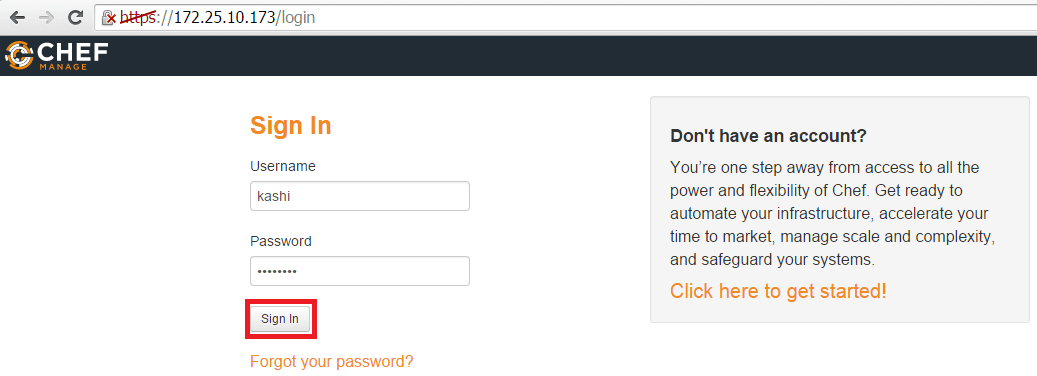 https://172.25.10.173/login
CHEF
MANAGE
Sign In
Username
kashi
Password
••••••••
Sign In
Forgot your password?
Don't have an account?
You’re one step away from access to all the
power and flexibility of Chef. Get ready to
automate your infrastructure, accelerate your
time to market, manage scale and complexity,
and safeguard your systems.
Click here to get started!